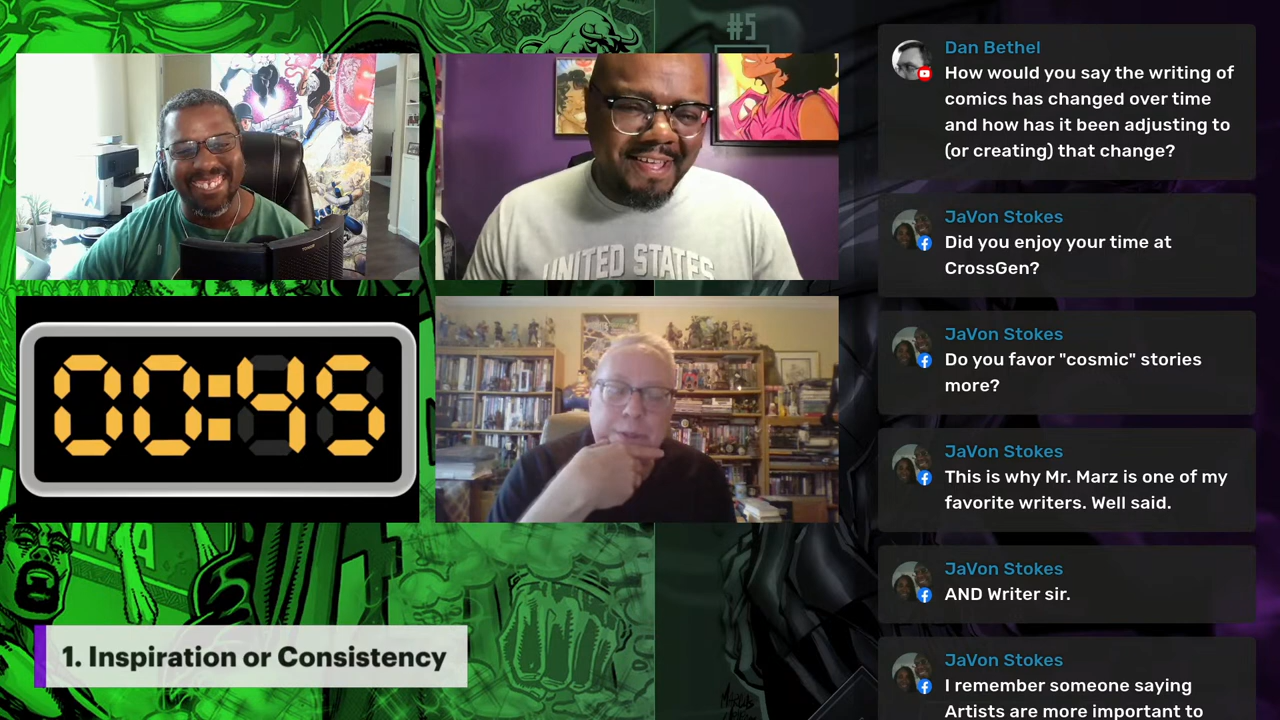 #5
UNITED STATES
00:45
MA
1. Inspiration or Consistency
Dan Bethel
How would you say the writing of
comics has changed over time
and how has it been adjusting to
(or creating) that change?
JaVon Stokes
Did you enjoy your time at
CrossGen?
JaVon Stokes
Do you favor "cosmic" stories
more?
JaVon Stokes
This is why Mr. Marz is one of my
favorite writers. Well said.
JaVon Stokes
AND Writer sir.
JaVon Stokes
I remember someone saying
Artists are more important to